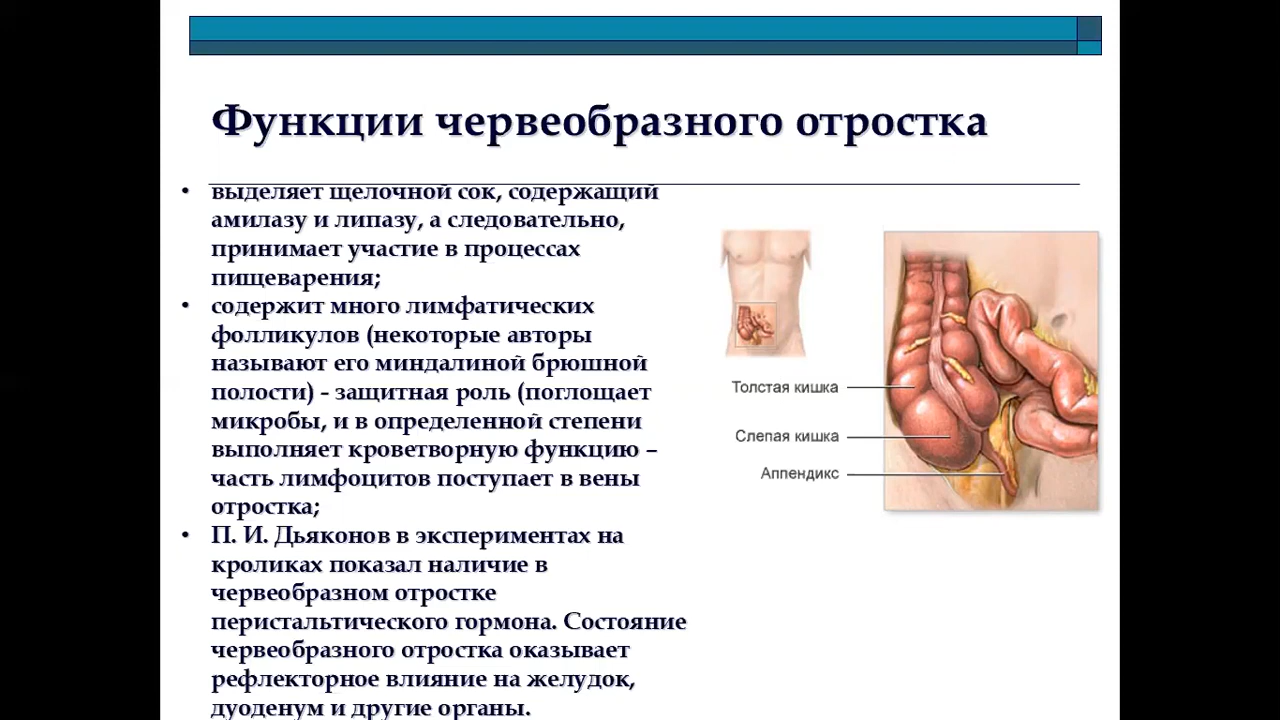 Функции червеобразного отростка
• выделяет щелочной сок, содержащий
амилазу и липазу, а следовательно,
принимает участие в процессах
пищеварения;
• содержит много лимфатических
фолликулов (некоторые авторы
называют его миндалиной брюшной
полости) - защитная роль (поглощает
микробы, и в определенной степени
выполняет кроветворную функцию –
часть лимфоцитов поступает в вены
отростка;
• П. И. Дьяконов в экспериментах на
кроликах показал наличие в
червеобразном отростке
перистальтического гормона. Состояние
червеобразного отростка оказывает
рефлекторное влияние на желудок,
дуоденум и другие органы.
Толстая кишка
Слепая кишка
Аппендикс